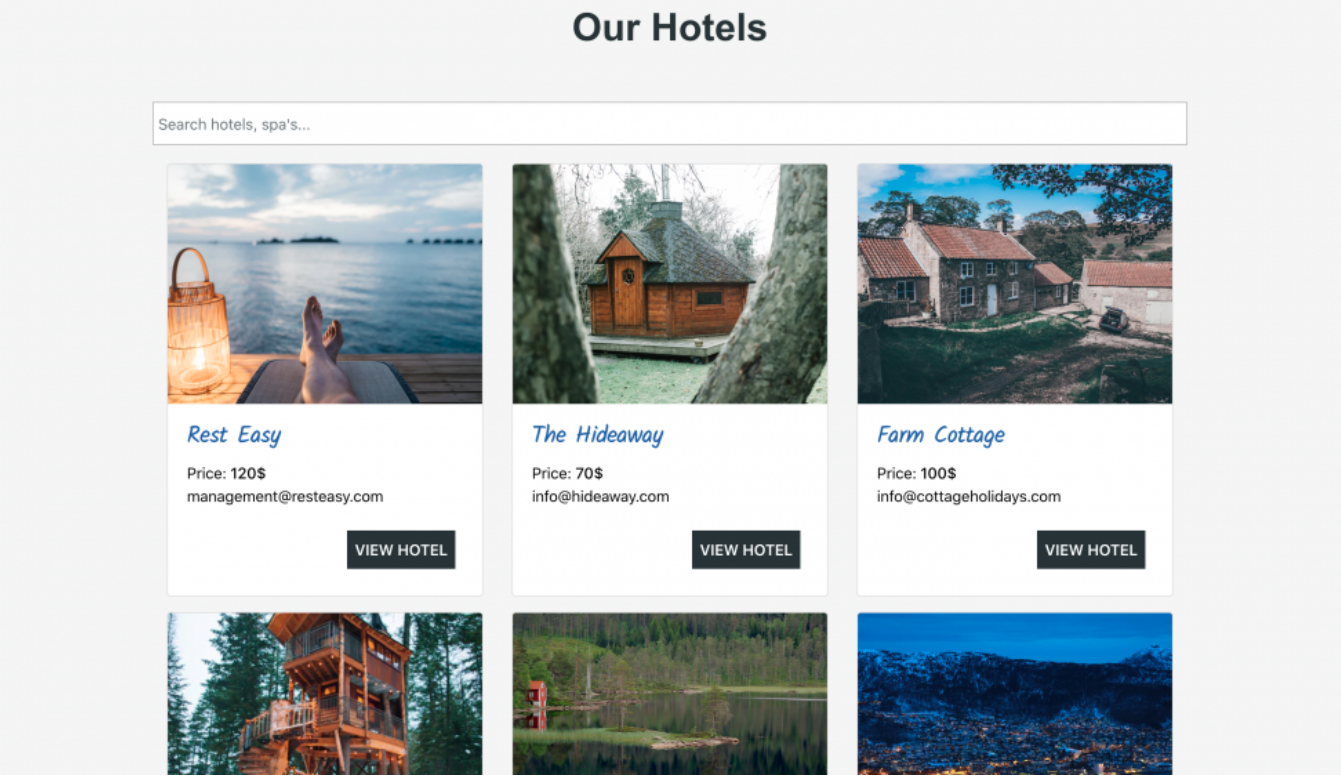 Our Hotels
Search hotels, spa's...
Rest Easy
Price: 120$
management@resteasy.com
VIEW HOTEL
The Hideaway
Price: 70$
info@hideaway.com
VIEW HOTEL
Farm Cottage
Price: 100$
info@cottageholidays.com
VIEW HOTEL